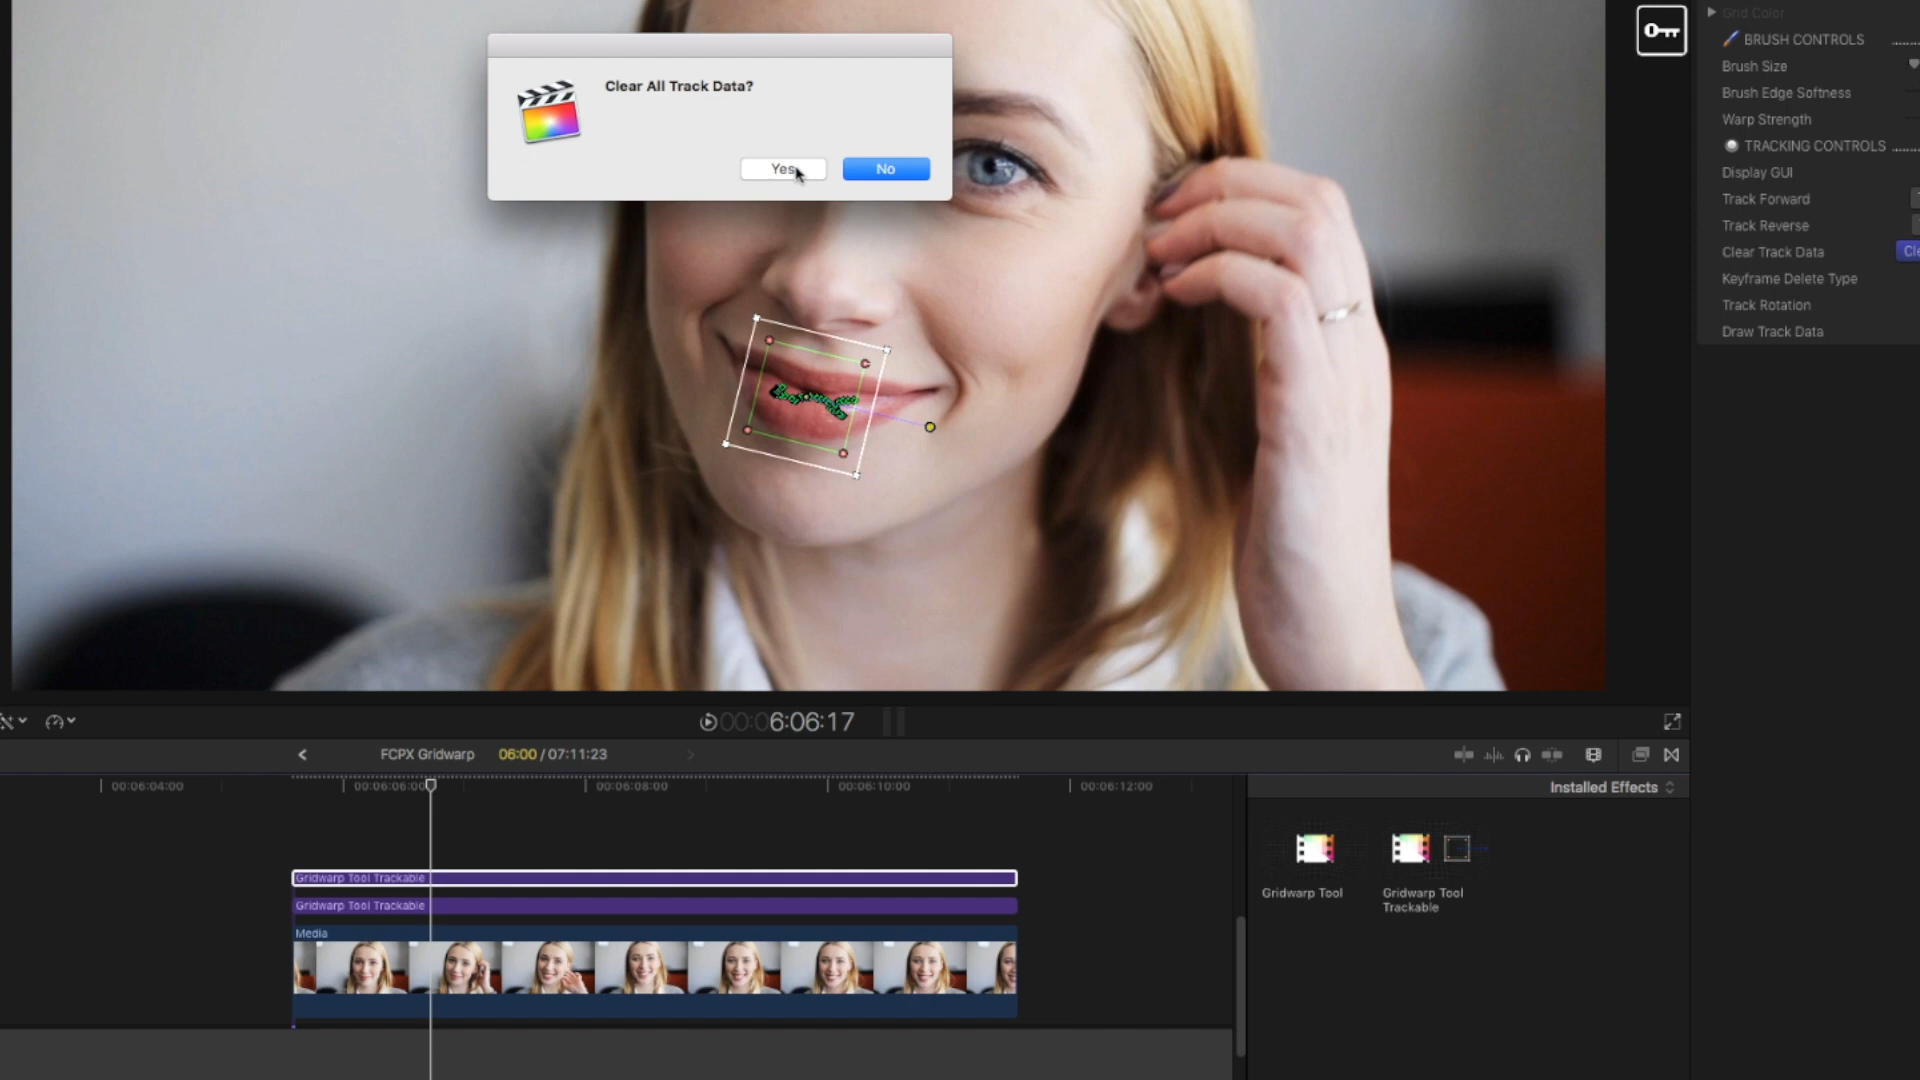 Clear All Track Data?
Yes
No
Grid Color
BRUSH CONTROLS
Brush Size
Brush Edge Softness
Warp Strength
TRACKING CONTROLS
Display GUI
Track Forward
Track Reverse
Clear Track Data
Keyframe Delete Type
Track Rotation
Draw Track Data
00:06:06:17
FCPX Gridwarp 06:00 / 07:11:23
00:06:04:00 00:06:06:00 00:06:08:00 00:06:10:00 00:06:12:00
Installed Effects
Gridwarp Tool Trackable
Gridwarp Tool Trackable
Media
Gridwarp Tool
Gridwarp Tool
Trackable